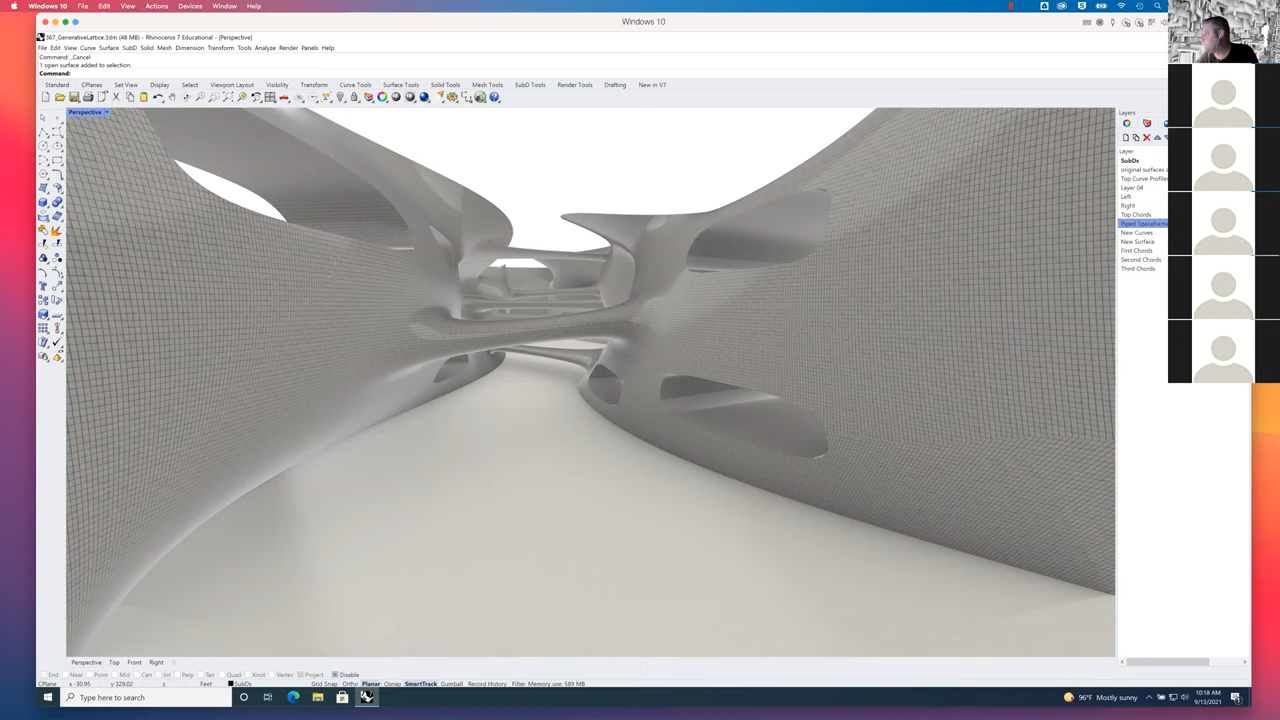 Windows 10 File Edit View Actions Devices Window Help
Windows 10
367_GenerativeLattice.3dm (48 MB) - Rhinoceros 7 Educational - [Perspective]
File Edit View Curve Surface SubD Solid Mesh Dimension Transform Tools Analyze Render Panels Help
Command: _Cancel
1 open surface added to selection.
Command:
Standard CPlanes Set View Display Select Viewport Layout Visibility Transform Curve Tools Surface Tools Solid Tools Mesh Tools SubD Tools Render Tools Drafting New in V7
Perspective
Layers
Layer
SubDs
original surfaces
Top Curve Profiles
Layer 04
Left
Right
Top Chords
Piped Spaceframe
New Curves
New Surface
First Chords
Second Chords
Third Chords
Perspective Top Front Right
End Near Point Mid Cen Int Perp Tan Quad Knot Vertex Project Disable
CPlane x -30.95 y 329.02 z Feet SubDs Grid Snap Ortho Planar Osnap SmartTrack Gumball Record History Filter Memory use: 589 MB
Type here to search
96°F Mostly sunny
10:18 AM
9/13/2021